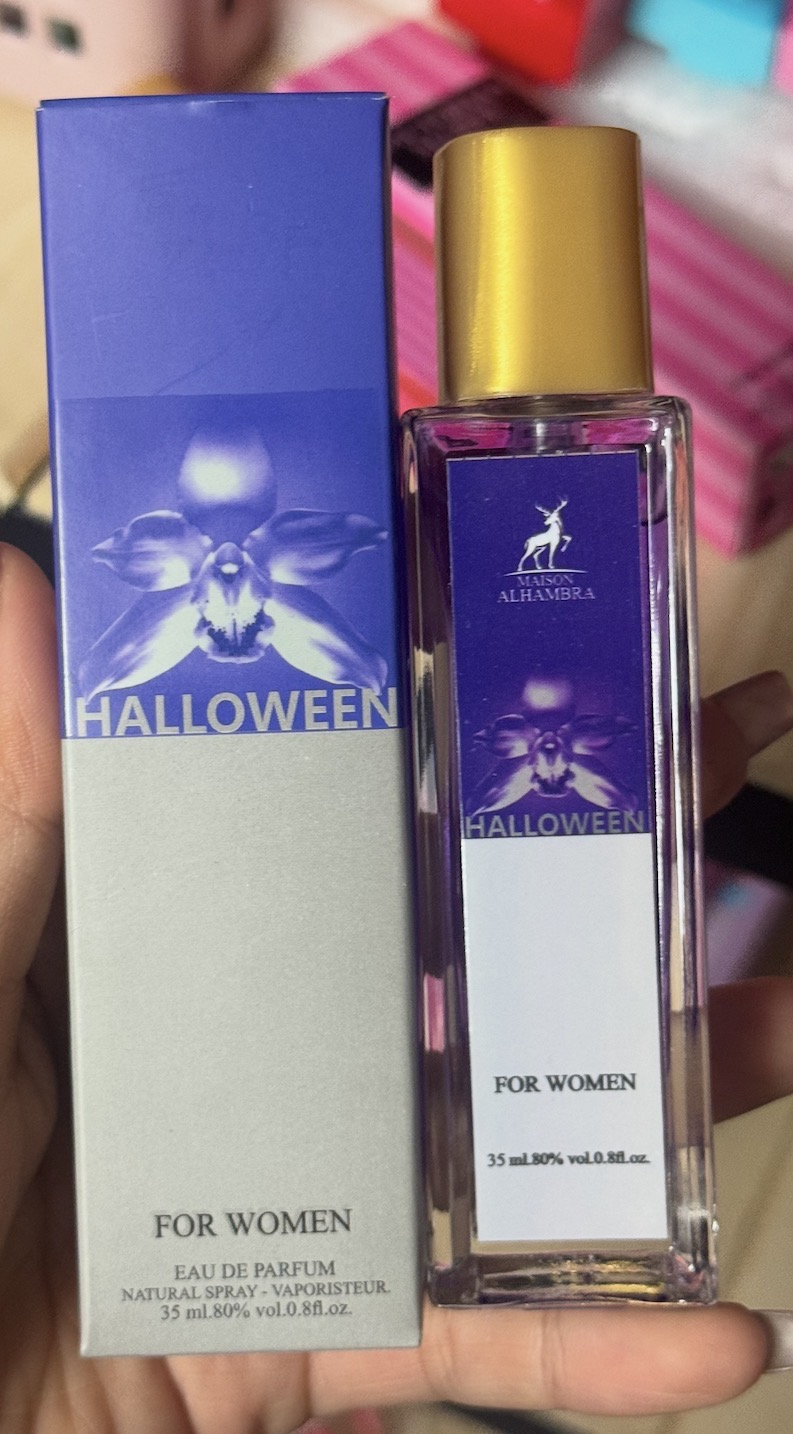 HALLOWEEN
FOR WOMEN
EAU DE PARFUM
NATURAL SPRAY - VAPORISTEUR.
35 ml.80% vol.0.8fl.oz.
MAISON
ALHAMBRA
HALLOWEEN
FOR WOMEN
35 ml.80% vol.0.8fl.oz.